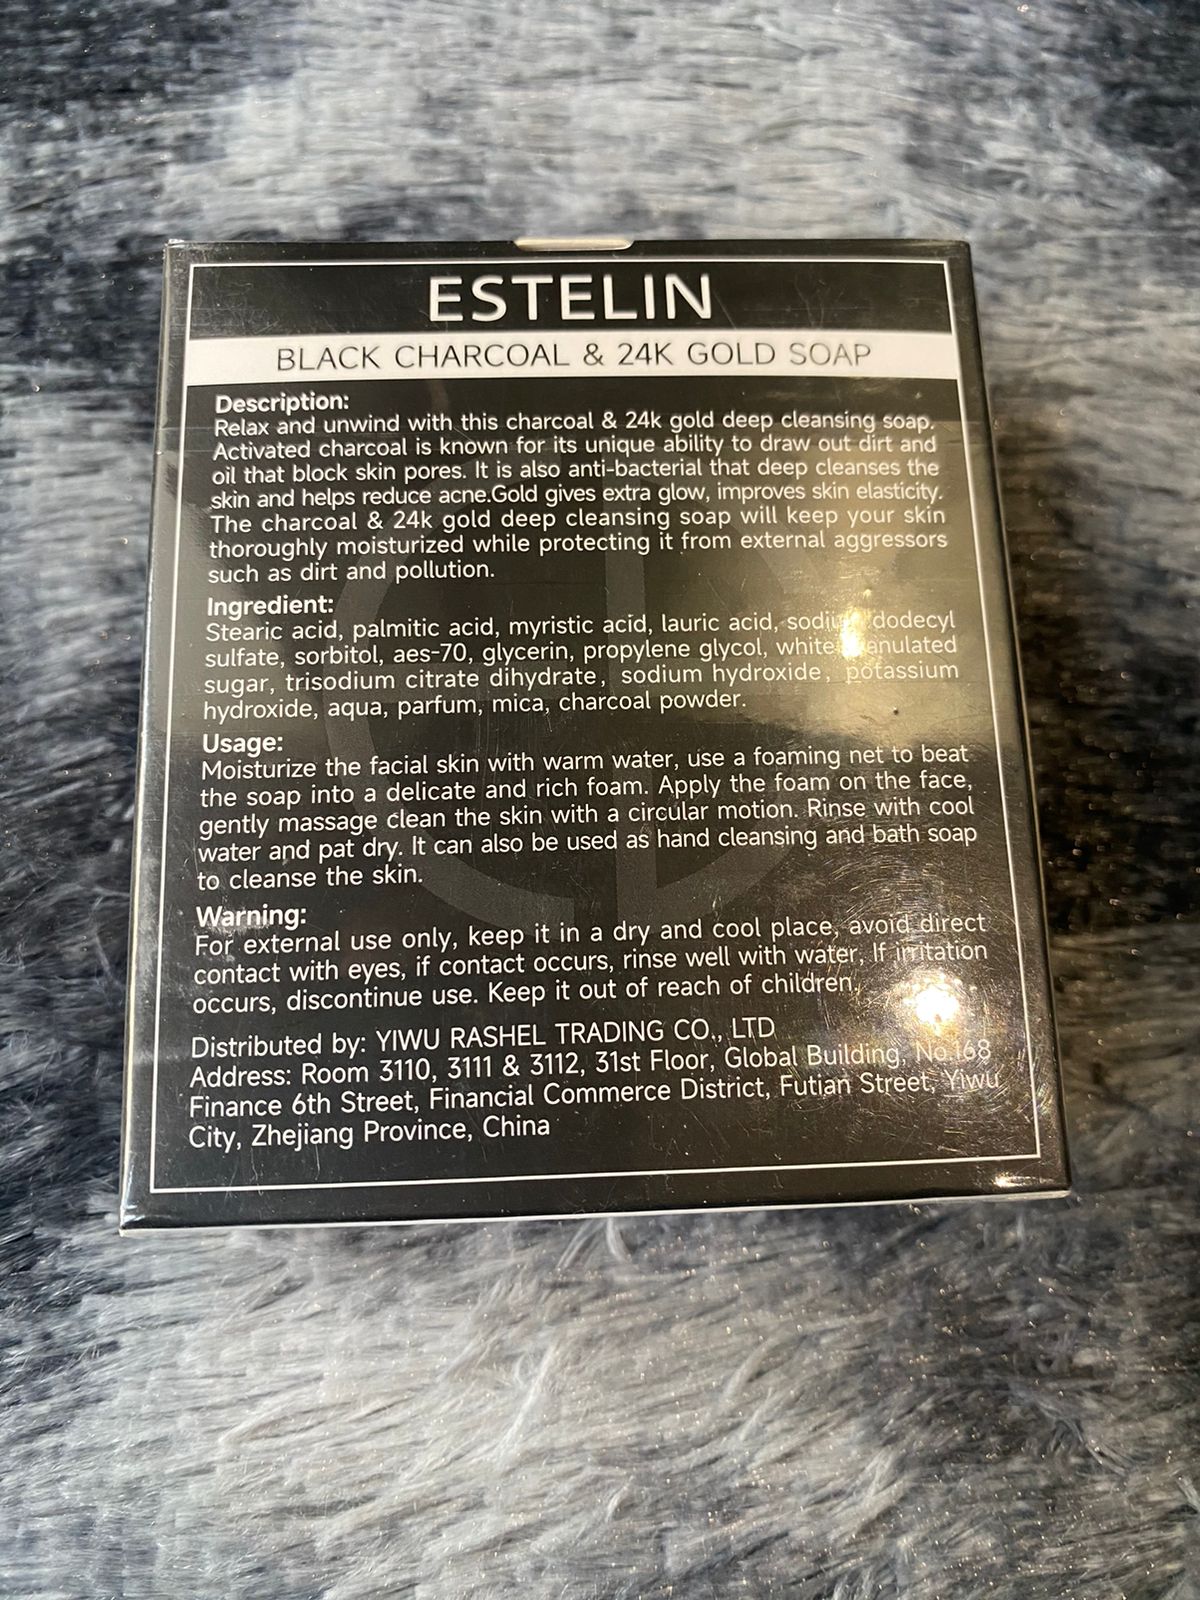 ESTELIN
BLACK CHARCOAL & 24K GOLD SOAP
Description:
Relax and unwind with this charcoal & 24k gold deep cleansing soap.
Activated charcoal is known for its unique ability to draw out dirt and
oil that block skin pores. It is also anti-bacterial that deep cleanses the
skin and helps reduce acne.Gold gives extra glow, improves skin elasticity.
The charcoal & 24k gold deep cleansing soap will keep your skin
thoroughly moisturized while protecting it from external aggressors
such as dirt and pollution.
Ingredient:
Stearic acid, palmitic acid, myristic acid, lauric acid, dodecyl
sulfate, sorbitol, aes-70, glycerin, propylene glycol, white
sugar, trisodium citrate dihydrate, sodium hydroxide, potassium
hydroxide, aqua, parfum, mica, charcoal powder.
Usage:
Moisturize the facial skin with warm water, use a foaming net to beat
the soap into a delicate and rich foam. Apply the foam on the face,
gently massage clean the skin with a circular motion. Rinse with cool
water and pat dry. It can also be used as hand cleansing and bath soap
to cleanse the skin.
Warning:
For external use only, keep it in a dry and cool place, avoid direct
contact with eyes, if contact occurs, rinse well with water, If irritation
occurs, discontinue use. Keep it out of reach of children.
Distributed by: YIWU RASHEL TRADING CO., LTD
Address: Room 3110, 3111 & 3112, 31st Floor, Global Building, No.168
Finance 6th Street, Financial Commerce District, Futian Street, Yiwu
City, Zhejiang Province, China